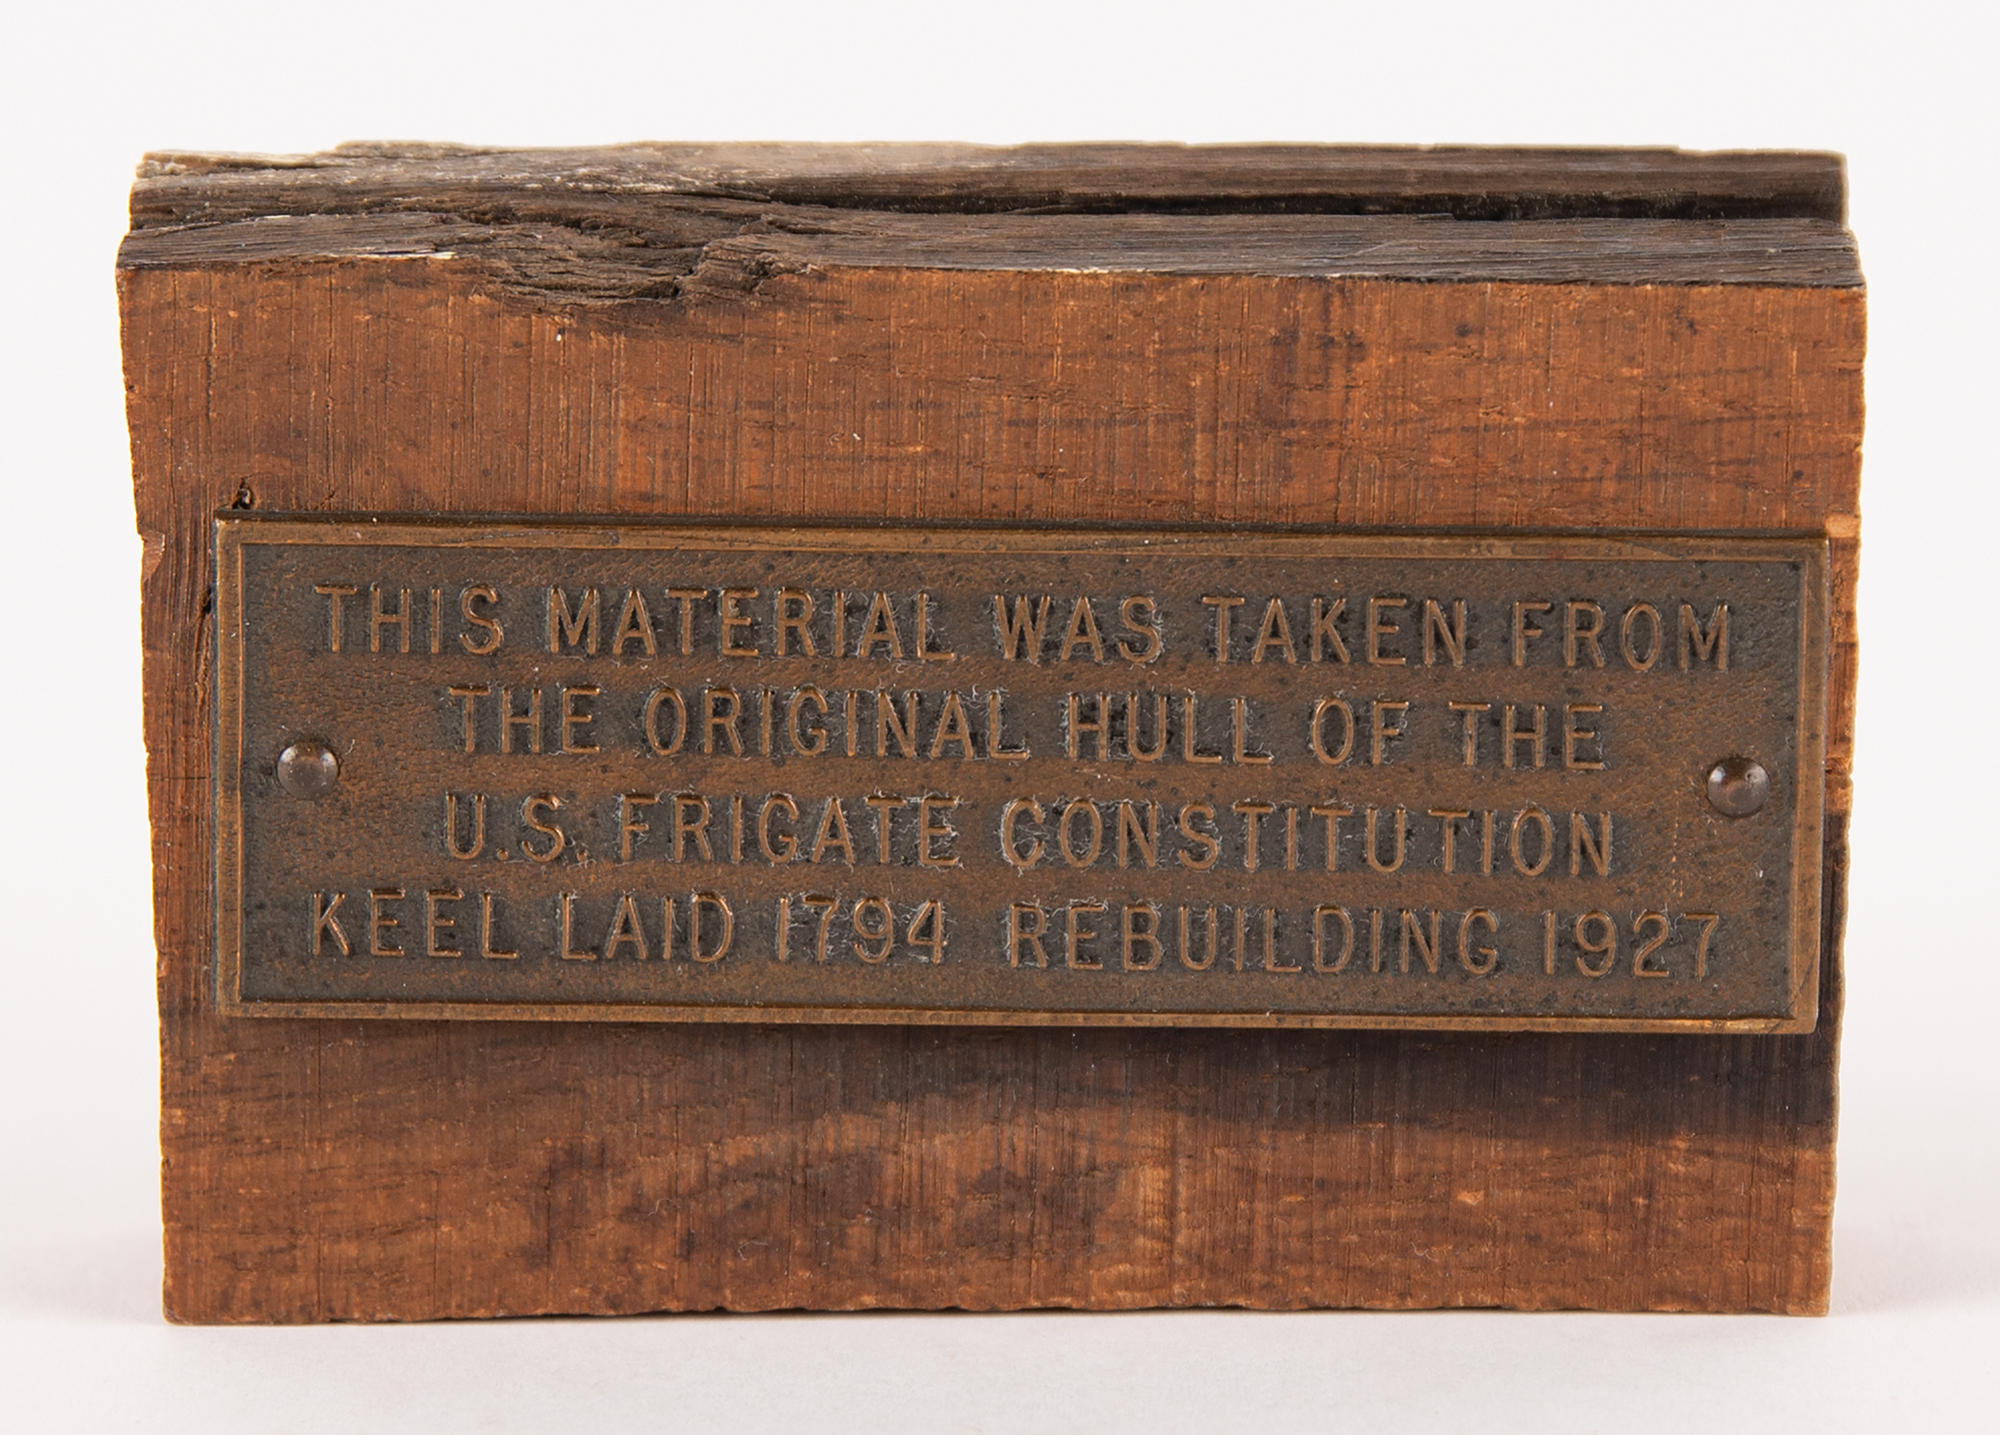 THIS MATERIAL WAS TAKEN FROM
THE ORIGINAL HULL OF THE
U.S. FRIGATE CONSTITUTION
KEEL LAID 1794 REBUILDING 1927